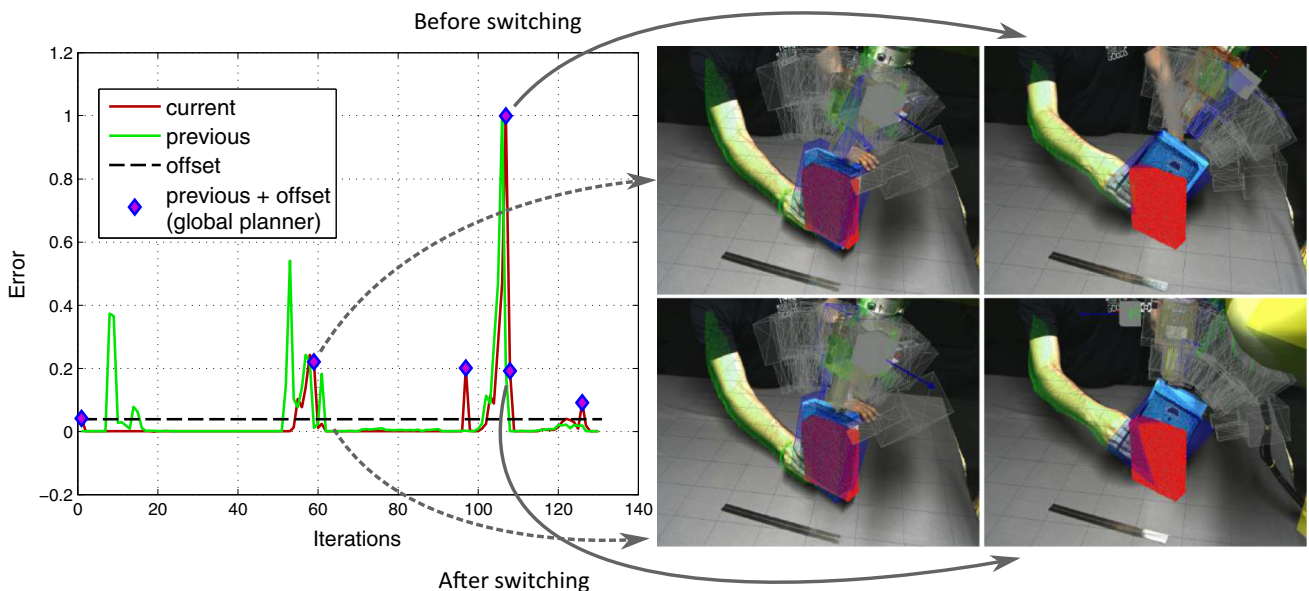 Before switching
1.2
1
0.8
0.6
0.4
0.2
0
−0.2
Error
current
previous
offset
previous + offset
(global planner)
0 20 40 60 80 100 120 140
Iterations
After switching